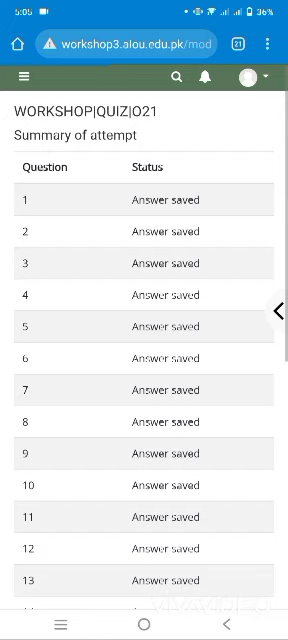 5:05
36%
workshop3.alou.edu.pk/mod
21
WORKSHOP|QUIZ|O21
Summary of attempt
Question Status
1 Answer saved
2 Answer saved
3 Answer saved
4 Answer saved
5 Answer saved
6 Answer saved
7 Answer saved
8 Answer saved
9 Answer saved
10 Answer saved
11 Answer saved
12 Answer saved
13 Answer saved